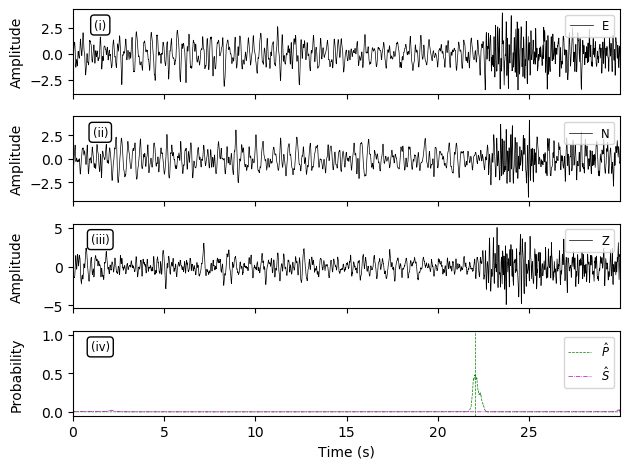 (i)
E
2.5
0.0
−2.5
Amplitude
(ii)
N
2.5
0.0
−2.5
Amplitude
(iii)
Z
5
0
−5
Amplitude
(iv)
P̂
Ŝ
1.0
0.5
0.0
Probability
0 5 10 15 20 25
Time (s)